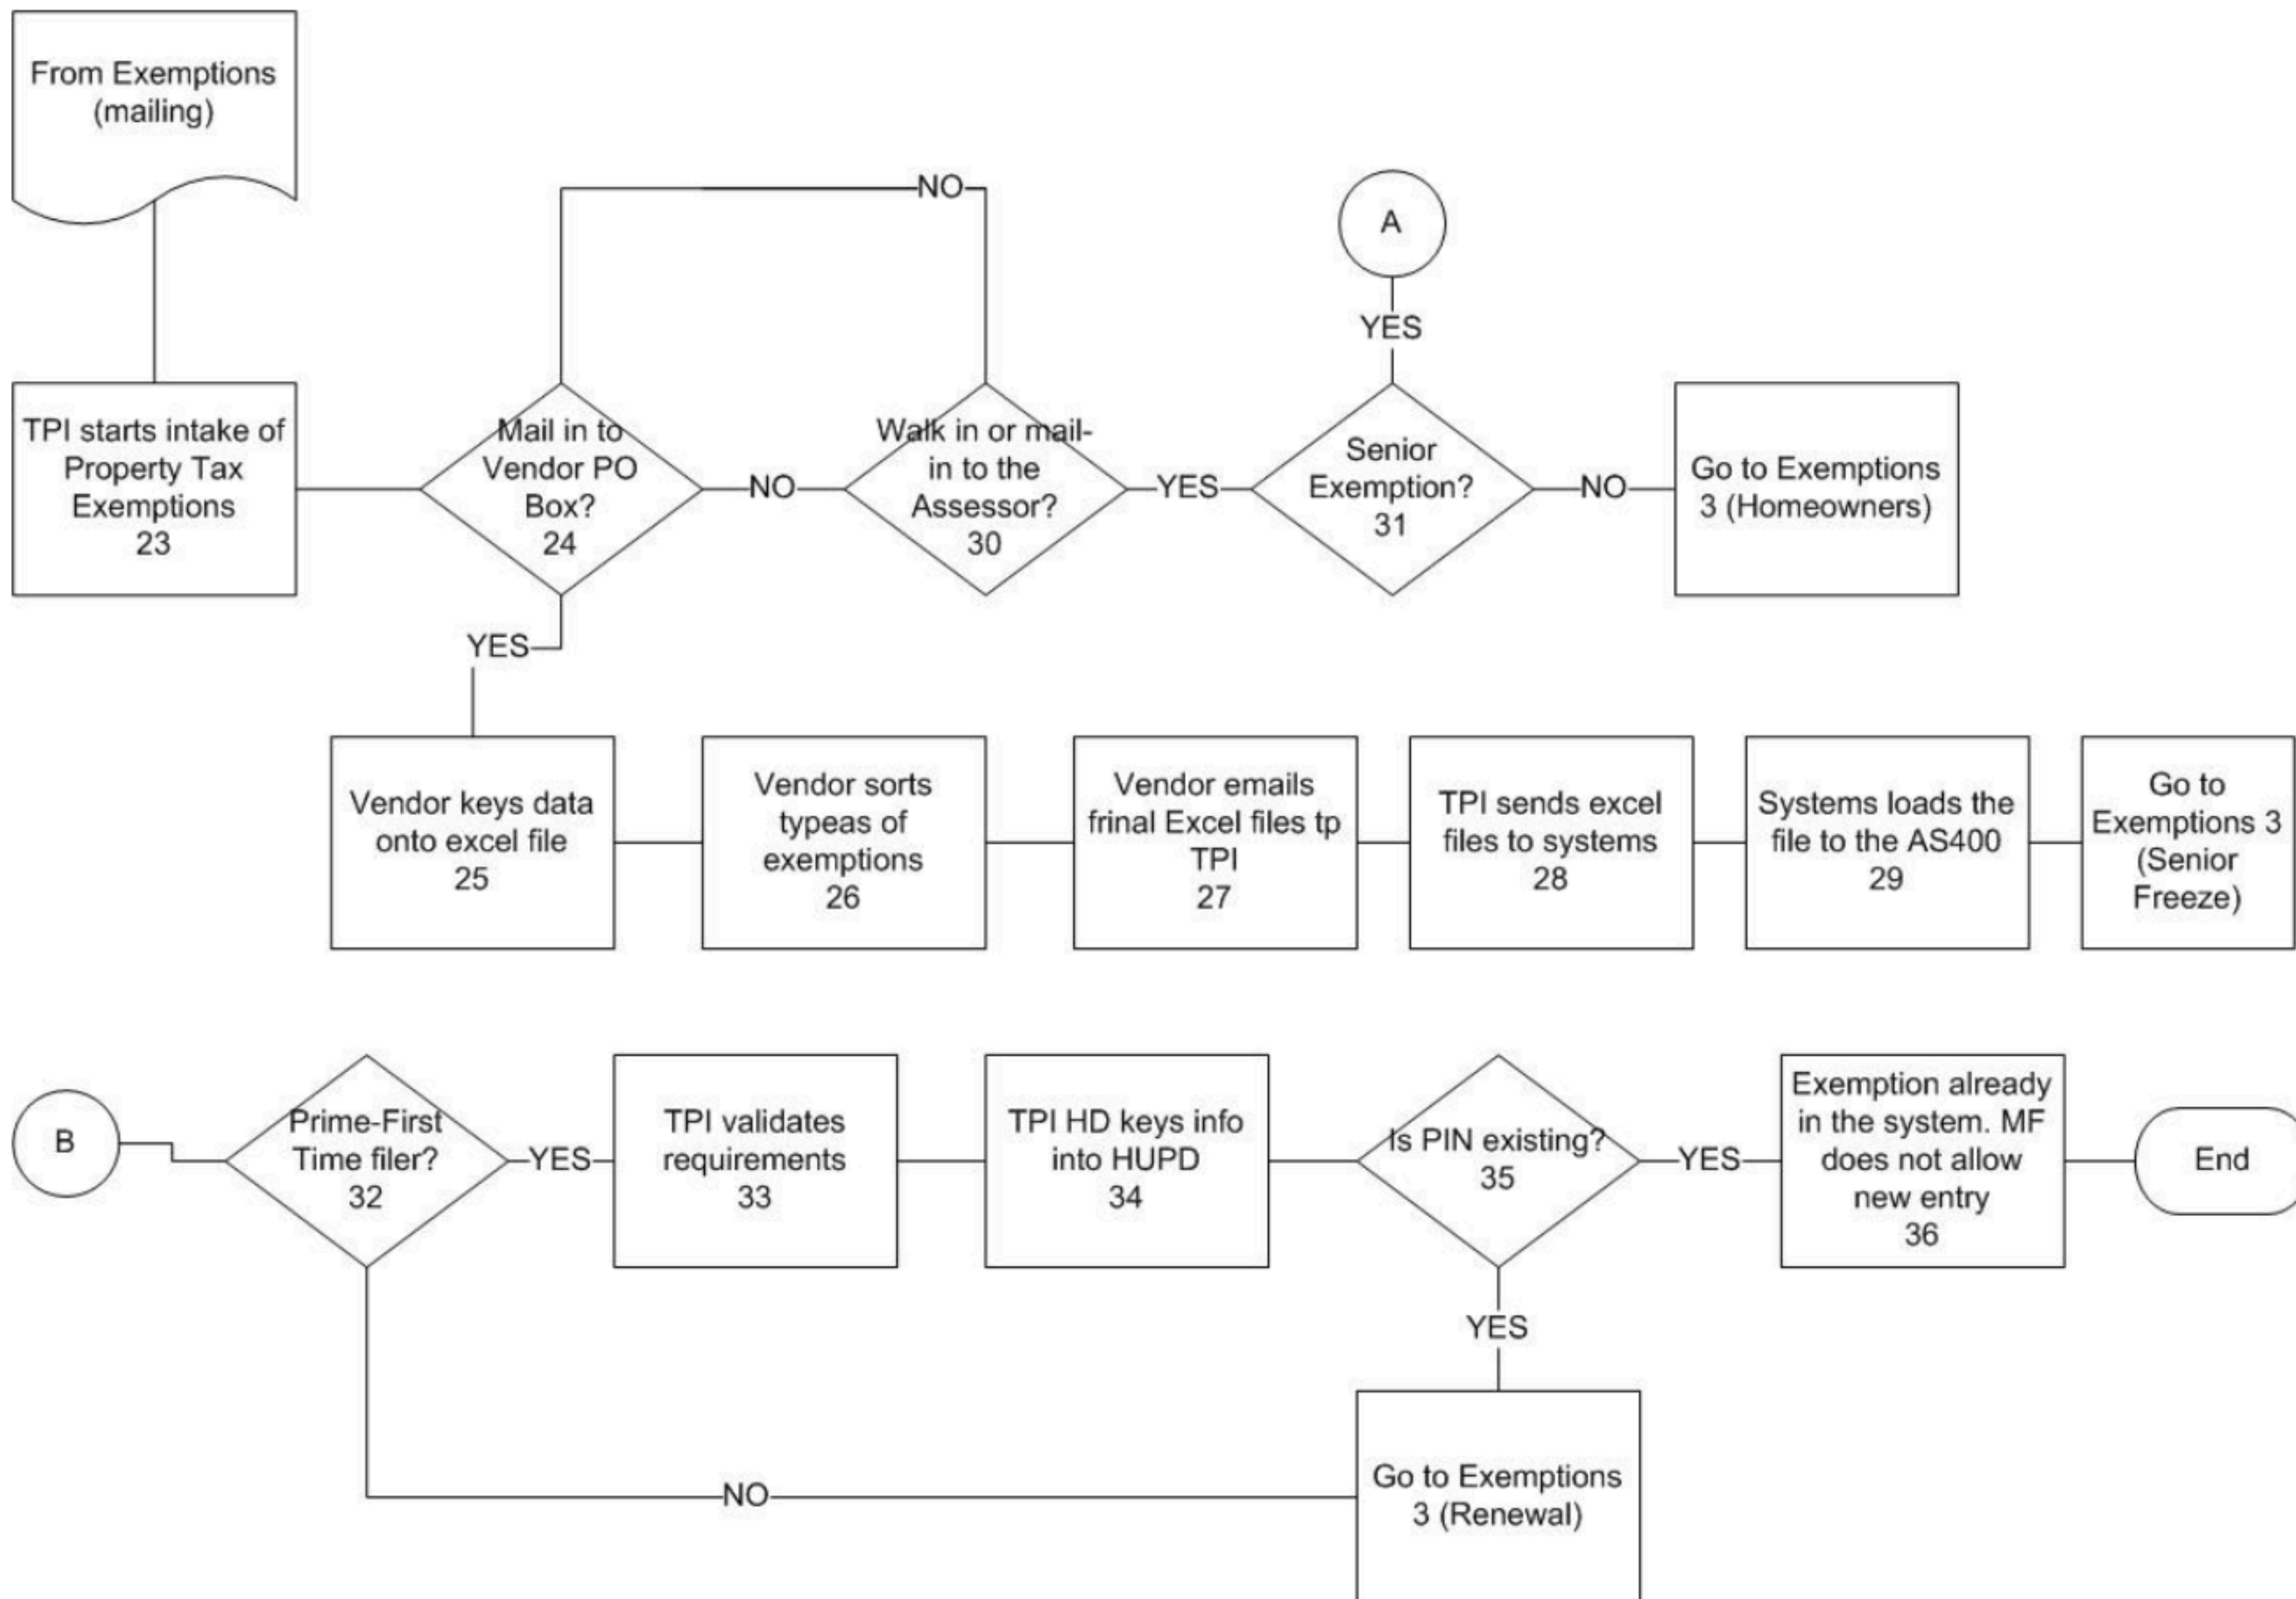 From Exemptions
(mailing)
NO
A
YES
TPI starts intake of
Property Tax
Exemptions
23
Mail in to
Vendor PO
Box?
24
NO
Walk in or mail-
in to the
Assessor?
30
YES
Senior
Exemption?
31
NO
Go to Exemptions
3 (Homeowners)
YES
Vendor keys data
onto excel file
25
Vendor sorts
typeas of
exemptions
26
Vendor emails
frinal Excel files tp
TPI
27
TPI sends excel
files to systems
28
Systems loads the
file to the AS400
29
Go to
Exemptions 3
(Senior
Freeze)
B
Prime-First
Time filer?
32
YES
TPI validates
requirements
33
TPI HD keys info
into HUPD
34
Is PIN existing?
35
YES
Exemption already
in the system. MF
does not allow
new entry
36
End
YES
NO
Go to Exemptions
3 (Renewal)